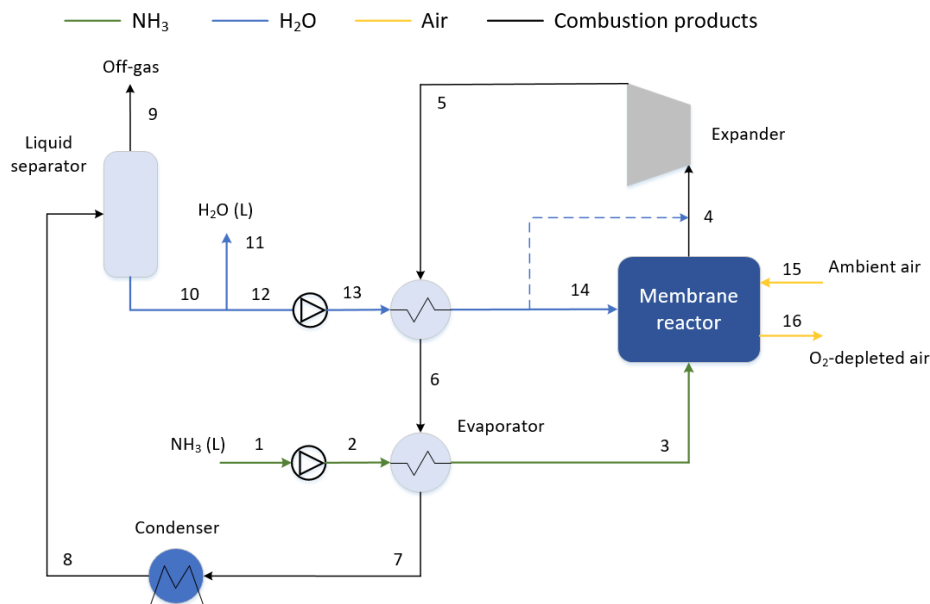 NH₃
H₂O
Air
Combustion products
Off-gas
9
5
Liquid
separator
Expander
H₂O (L)
11
4
10
12
13
14
15
Ambient air
Membrane
reactor
16
O₂-depleted air
6
Evaporator
NH₃ (L)
1
2
3
Condenser
8
7